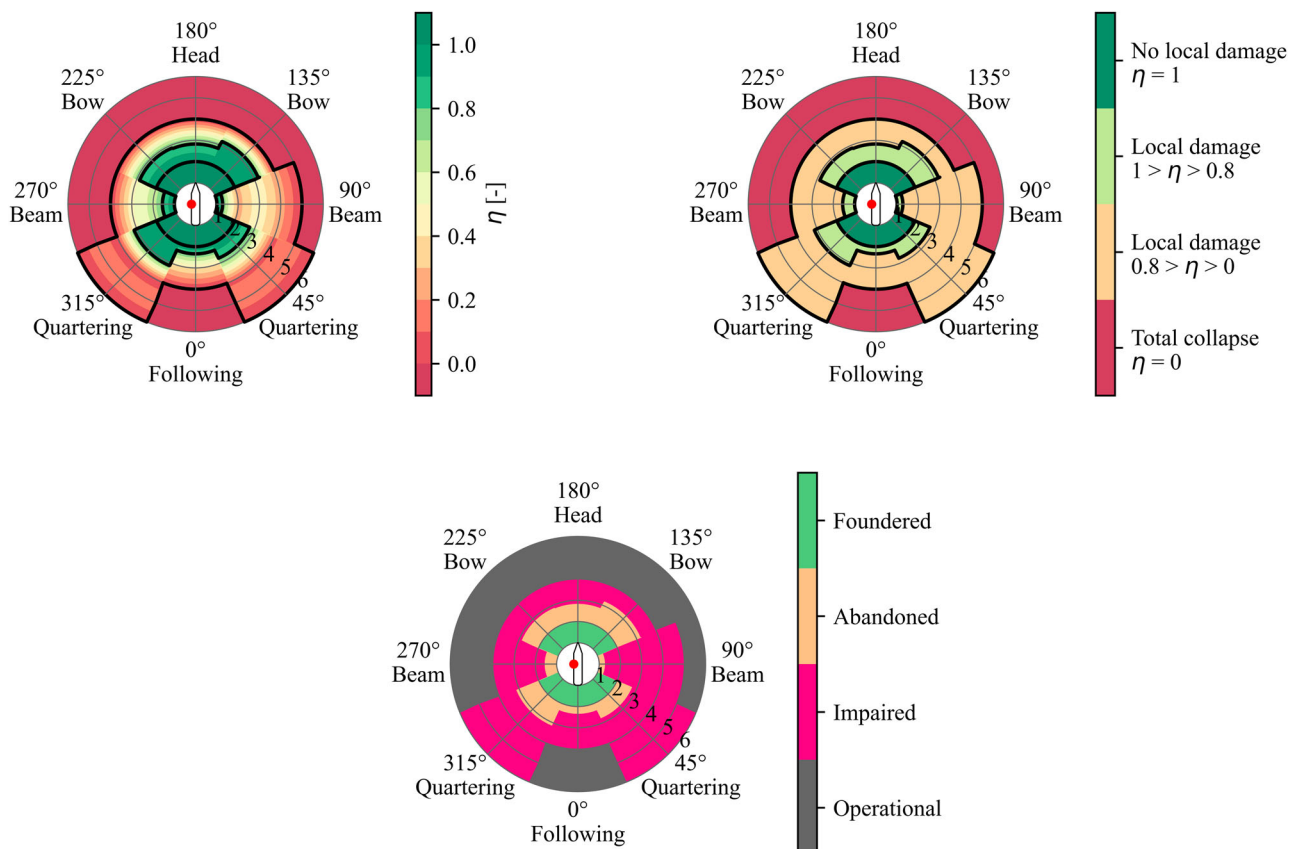 180°
Head
225°
Bow
135°
Bow
270°
Beam
90°
Beam
1
2
3
4
5
6
315°
Quartering
45°
Quartering
0°
Following
1.0
0.8
0.6
0.4
0.2
0.0
η [-]
180°
Head
225°
Bow
135°
Bow
270°
Beam
90°
Beam
1
2
3
4
5
6
315°
Quartering
45°
Quartering
0°
Following
No local damage
η = 1
Local damage
1 > η > 0.8
Local damage
0.8 > η > 0
Total collapse
η = 0
180°
Head
225°
Bow
135°
Bow
270°
Beam
90°
Beam
1
2
3
4
5
6
315°
Quartering
45°
Quartering
0°
Following
Foundered
Abandoned
Impaired
Operational